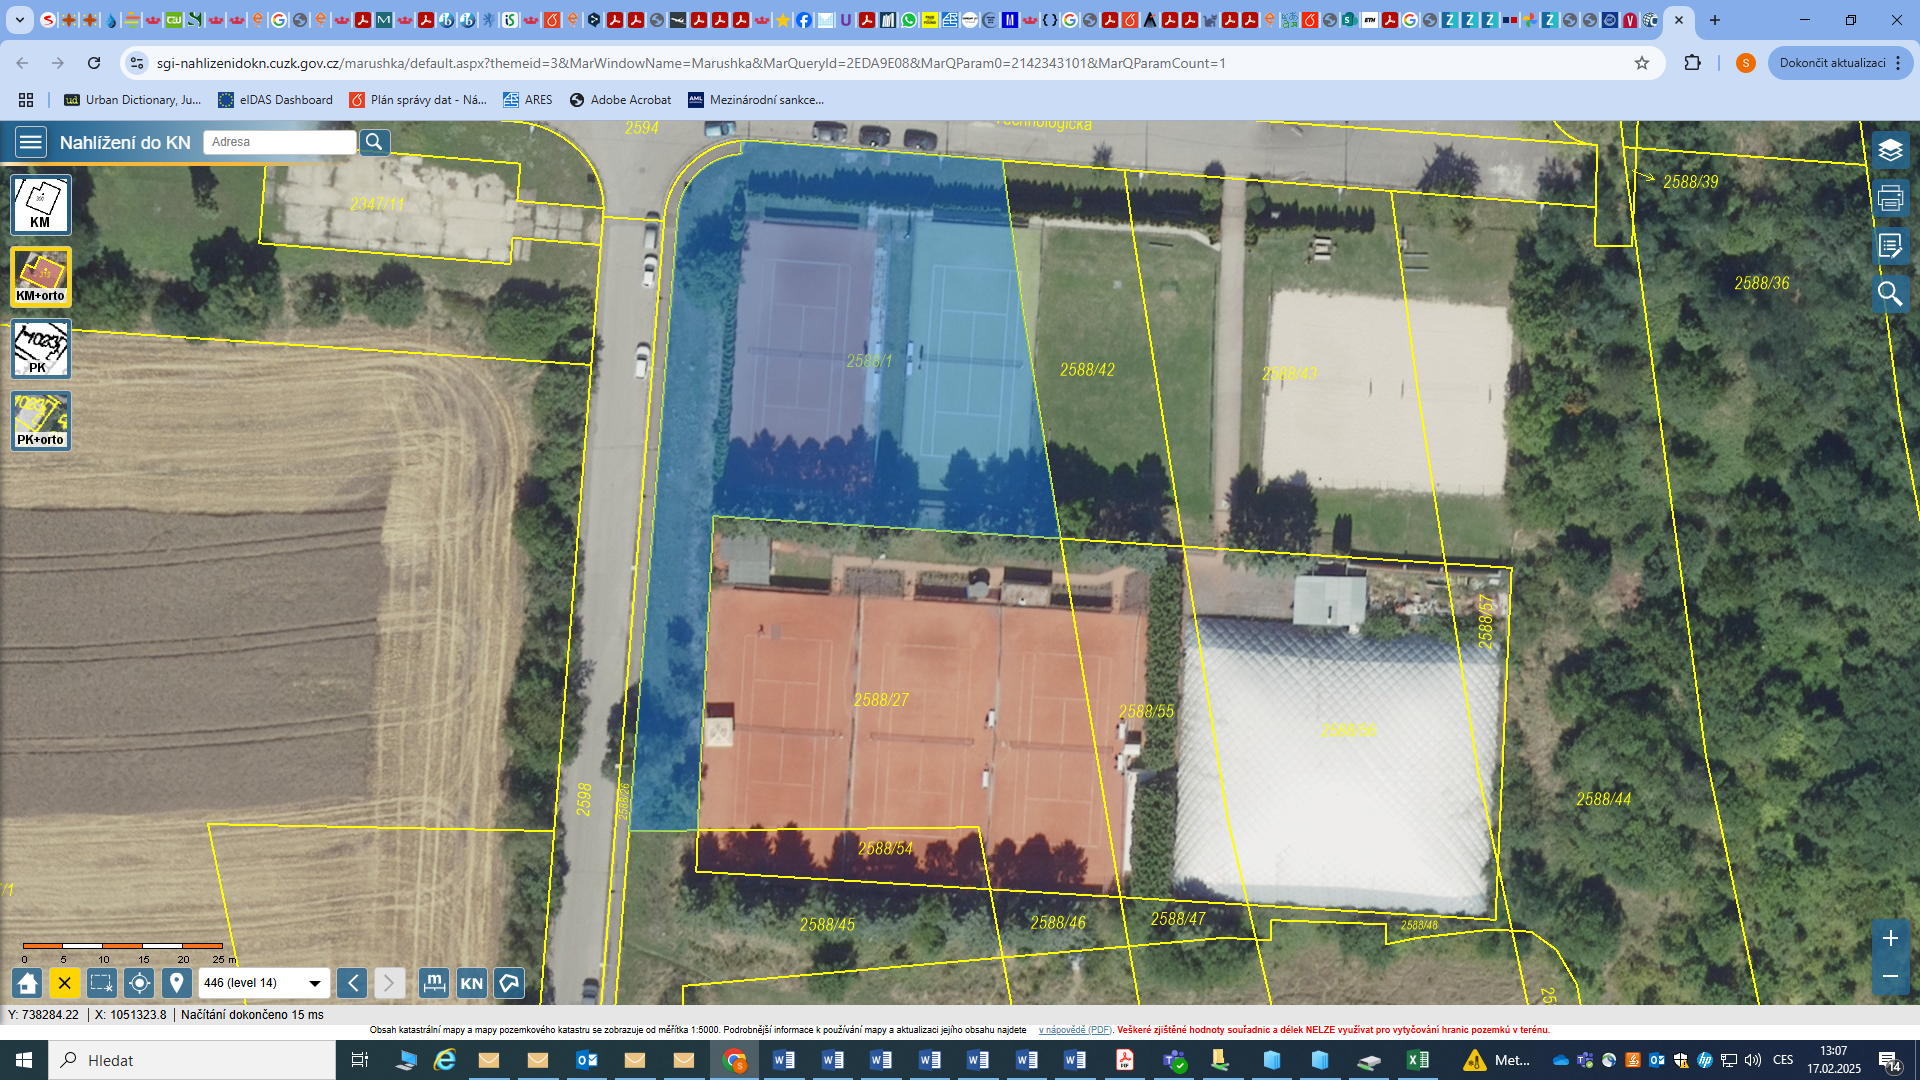 sgi-nahlizenidokn.cuzk.gov.cz/marushka/default.aspx?themeid=3&MarWindowName=Marushka&MarQueryId=2EDA9E08&MarQParam0=2142343101&MarQParamCount=1
S
Dokončit aktualizaci
Urban Dictionary, Ju...
eIDAS Dashboard
Plán správy dat - Ná...
ARES
Adobe Acrobat
Mezinárodní sankce...
Nahlížení do KN
Adresa
KM
KM+orto
PK
PK+orto
2594
Technologická
2588/39
2347/11
2588/36
2588/1
2588/42
2588/43
2588/57
2588/27
2588/55
2588/56
2598
2588/26
2588/44
2588/54
2588/45
2588/46
2588/47
2588/48
0 5 10 15 20 25 m
446 (level 14)
m
KN
Y: 738284.22 | X: 1051323.8 | Načítání dokončeno 15 ms
Obsah katastrální mapy a mapy pozemkového katastru se zobrazuje od měřítka 1:5000. Podrobnější informace k používání mapy a aktualizaci jejího obsahu najdete v nápovědě (PDF). Veškeré zjištěné hodnoty souřadnic a délek NELZE využívat pro vytyčování hranic pozemků v terénu.
Hledat
Met...
CES
13:07
17.02.2025
14